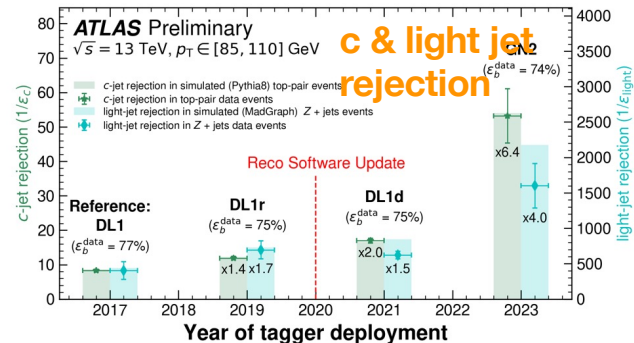 ATLAS Preliminary
√s = 13 TeV, pT ∈ [85, 110] GeV
c & light jet
rejection
GN2
(ε_b^data = 74%)
c-jet rejection in simulated (Pythia8) top-pair events
c-jet rejection in top-pair data events
light-jet rejection in simulated (MadGraph) Z + jets events
light-jet rejection in Z + jets data events
Reco Software Update
Reference:
DL1
(ε_b^data = 77%)
DL1r
(ε_b^data = 75%)
DL1d
(ε_b^data = 75%)
x1.4
x1.7
x2.0
x1.5
x6.4
x4.0
c-jet rejection (1/ε_c)
80
70
60
50
40
30
20
10
0
light-jet rejection (1/ε_light)
4000
3500
3000
2500
2000
1500
1000
500
0
2017 2018 2019 2020 2021 2022 2023
Year of tagger deployment